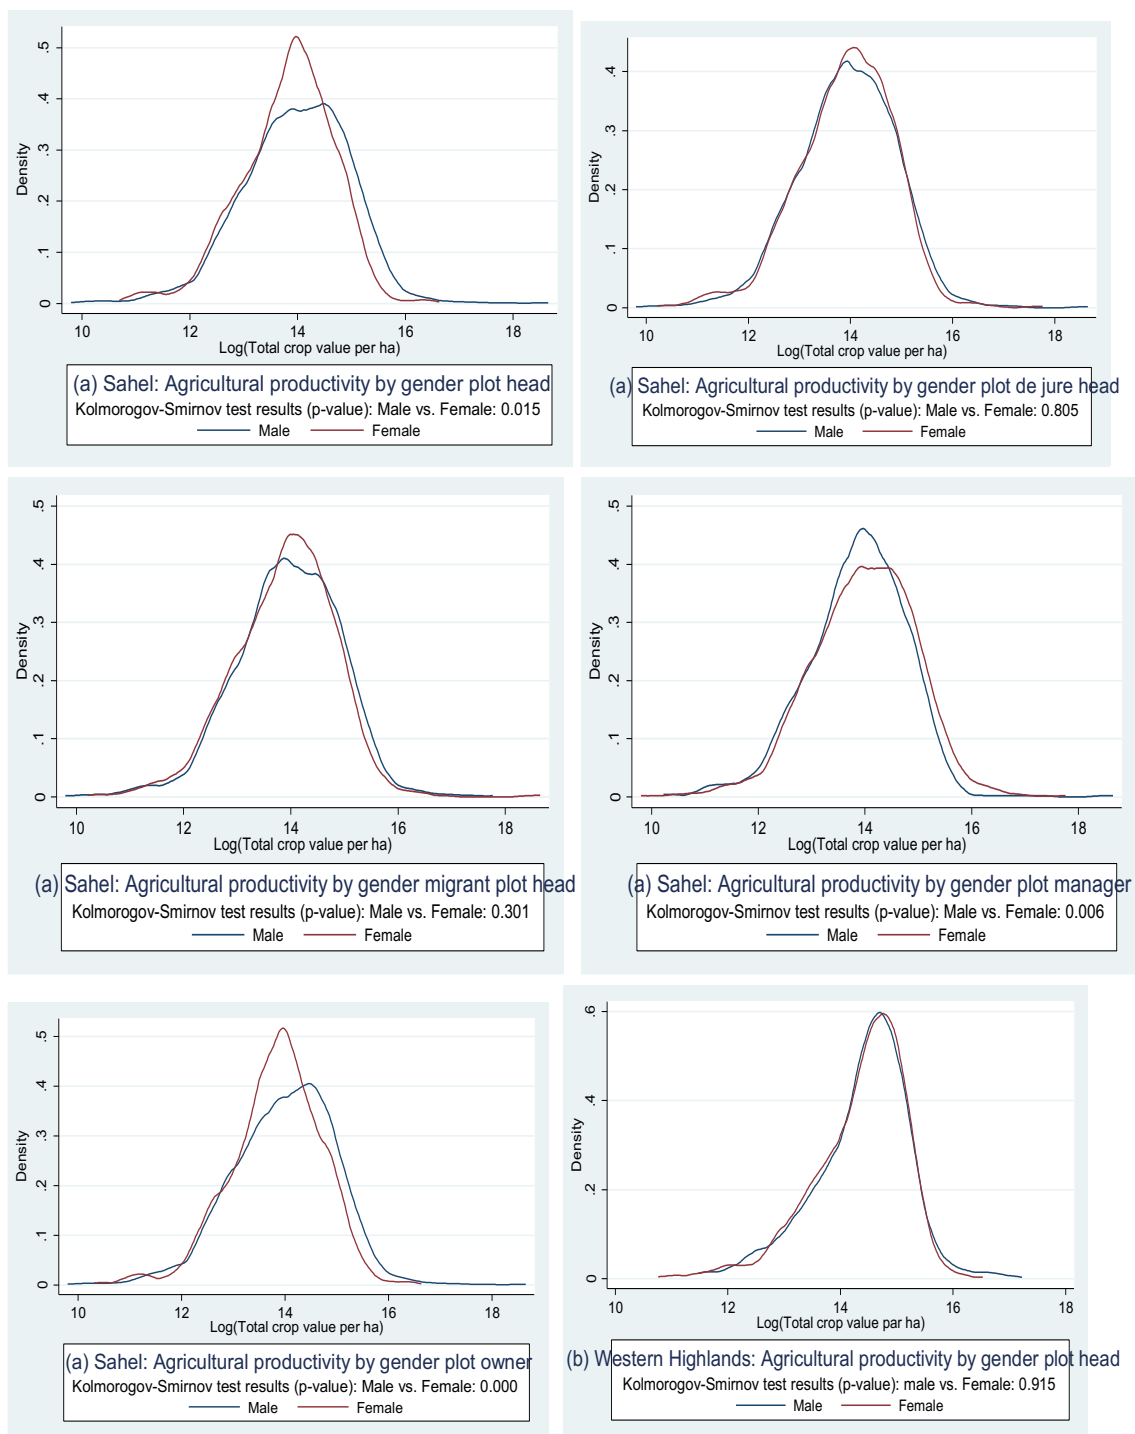 .5
.4
.3
.2
.1
0
Density
10 12 14 16 18
Log(Total crop value per ha)
(a) Sahel: Agricultural productivity by gender plot head
Kolmorogov-Smirnov test results (p-value): Male vs. Female: 0.015
Male Female
.4
.3
.2
.1
0
Density
10 12 14 16 18
Log(Total crop value per ha)
(a) Sahel: Agricultural productivity by gender plot de jure head
Kolmorogov-Smirnov test results (p-value): Male vs. Female: 0.805
Male Female
.5
.4
.3
.2
.1
0
Density
10 12 14 16 18
Log(Total crop value per ha)
(a) Sahel: Agricultural productivity by gender migrant plot head
Kolmorogov-Smirnov test results (p-value): Male vs. Female: 0.301
Male Female
.5
.4
.3
.2
.1
0
Density
10 12 14 16 18
Log(Total crop value per ha)
(a) Sahel: Agricultural productivity by gender plot manager
Kolmorogov-Smirnov test results (p-value): Male vs. Female: 0.006
Male Female
.5
.4
.3
.2
.1
0
Density
10 12 14 16 18
Log(Total crop value per ha)
(a) Sahel: Agricultural productivity by gender plot owner
Kolmorogov-Smirnov test results (p-value): Male vs. Female: 0.000
Male Female
.6
.4
.2
0
Density
10 12 14 16 18
Log(Total crop value par ha)
(b) Western Highlands: Agricultural productivity by gender plot head
Kolmorogov-Smirnov test results (p-value): male vs. Female: 0.915
Male Female